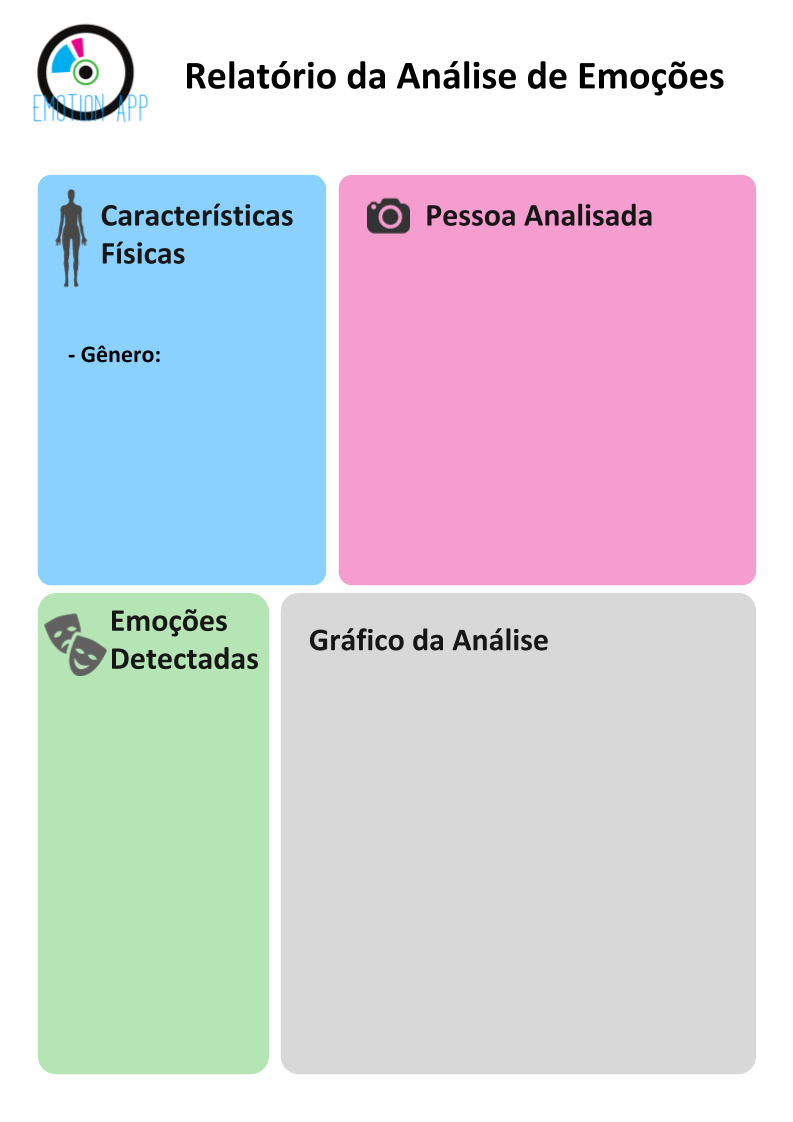 EMOTION APP
Relatório da Análise de Emoções
Características
Físicas
- Gênero:
Pessoa Analisada
Emoções
Detectadas
Gráfico da Análise